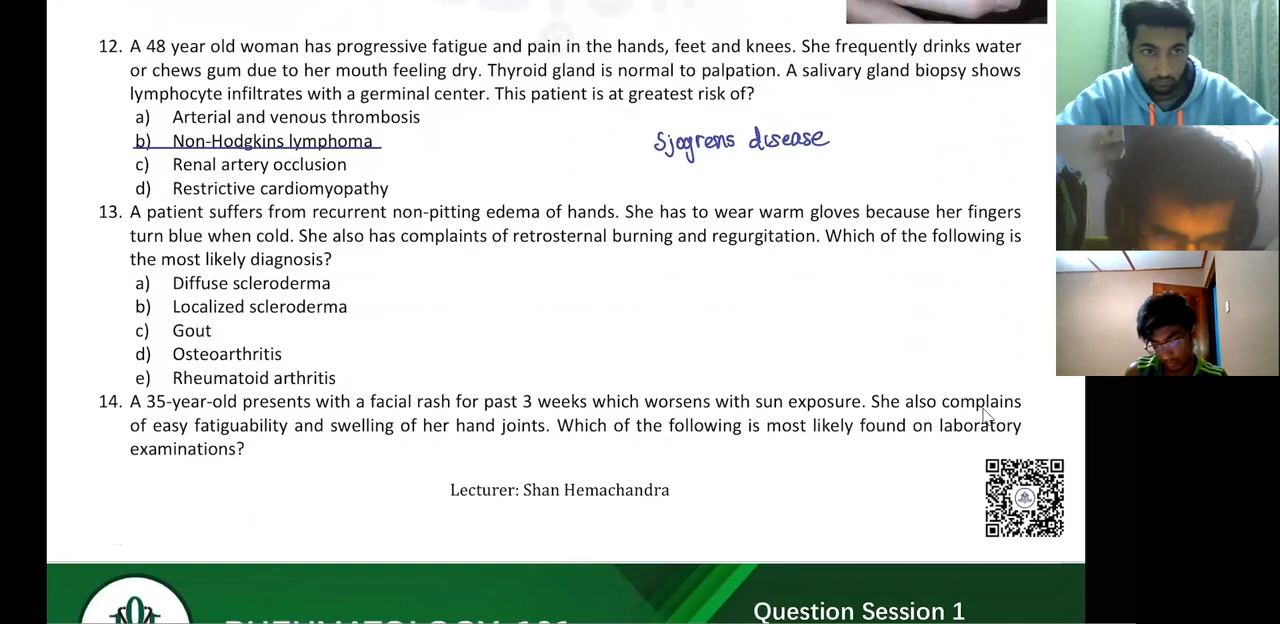 12. A 48 year old woman has progressive fatigue and pain in the hands, feet and knees. She frequently drinks water
or chews gum due to her mouth feeling dry. Thyroid gland is normal to palpation. A salivary gland biopsy shows
lymphocyte infiltrates with a germinal center. This patient is at greatest risk of?
a) Arterial and venous thrombosis
b) Non-Hodgkins lymphoma
Sjogrens disease
c) Renal artery occlusion
d) Restrictive cardiomyopathy
13. A patient suffers from recurrent non-pitting edema of hands. She has to wear warm gloves because her fingers
turn blue when cold. She also has complaints of retrosternal burning and regurgitation. Which of the following is
the most likely diagnosis?
a) Diffuse scleroderma
b) Localized scleroderma
c) Gout
d) Osteoarthritis
e) Rheumatoid arthritis
14. A 35-year-old presents with a facial rash for past 3 weeks which worsens with sun exposure. She also complains
of easy fatiguability and swelling of her hand joints. Which of the following is most likely found on laboratory
examinations?
Lecturer: Shan Hemachandra
Question Session 1